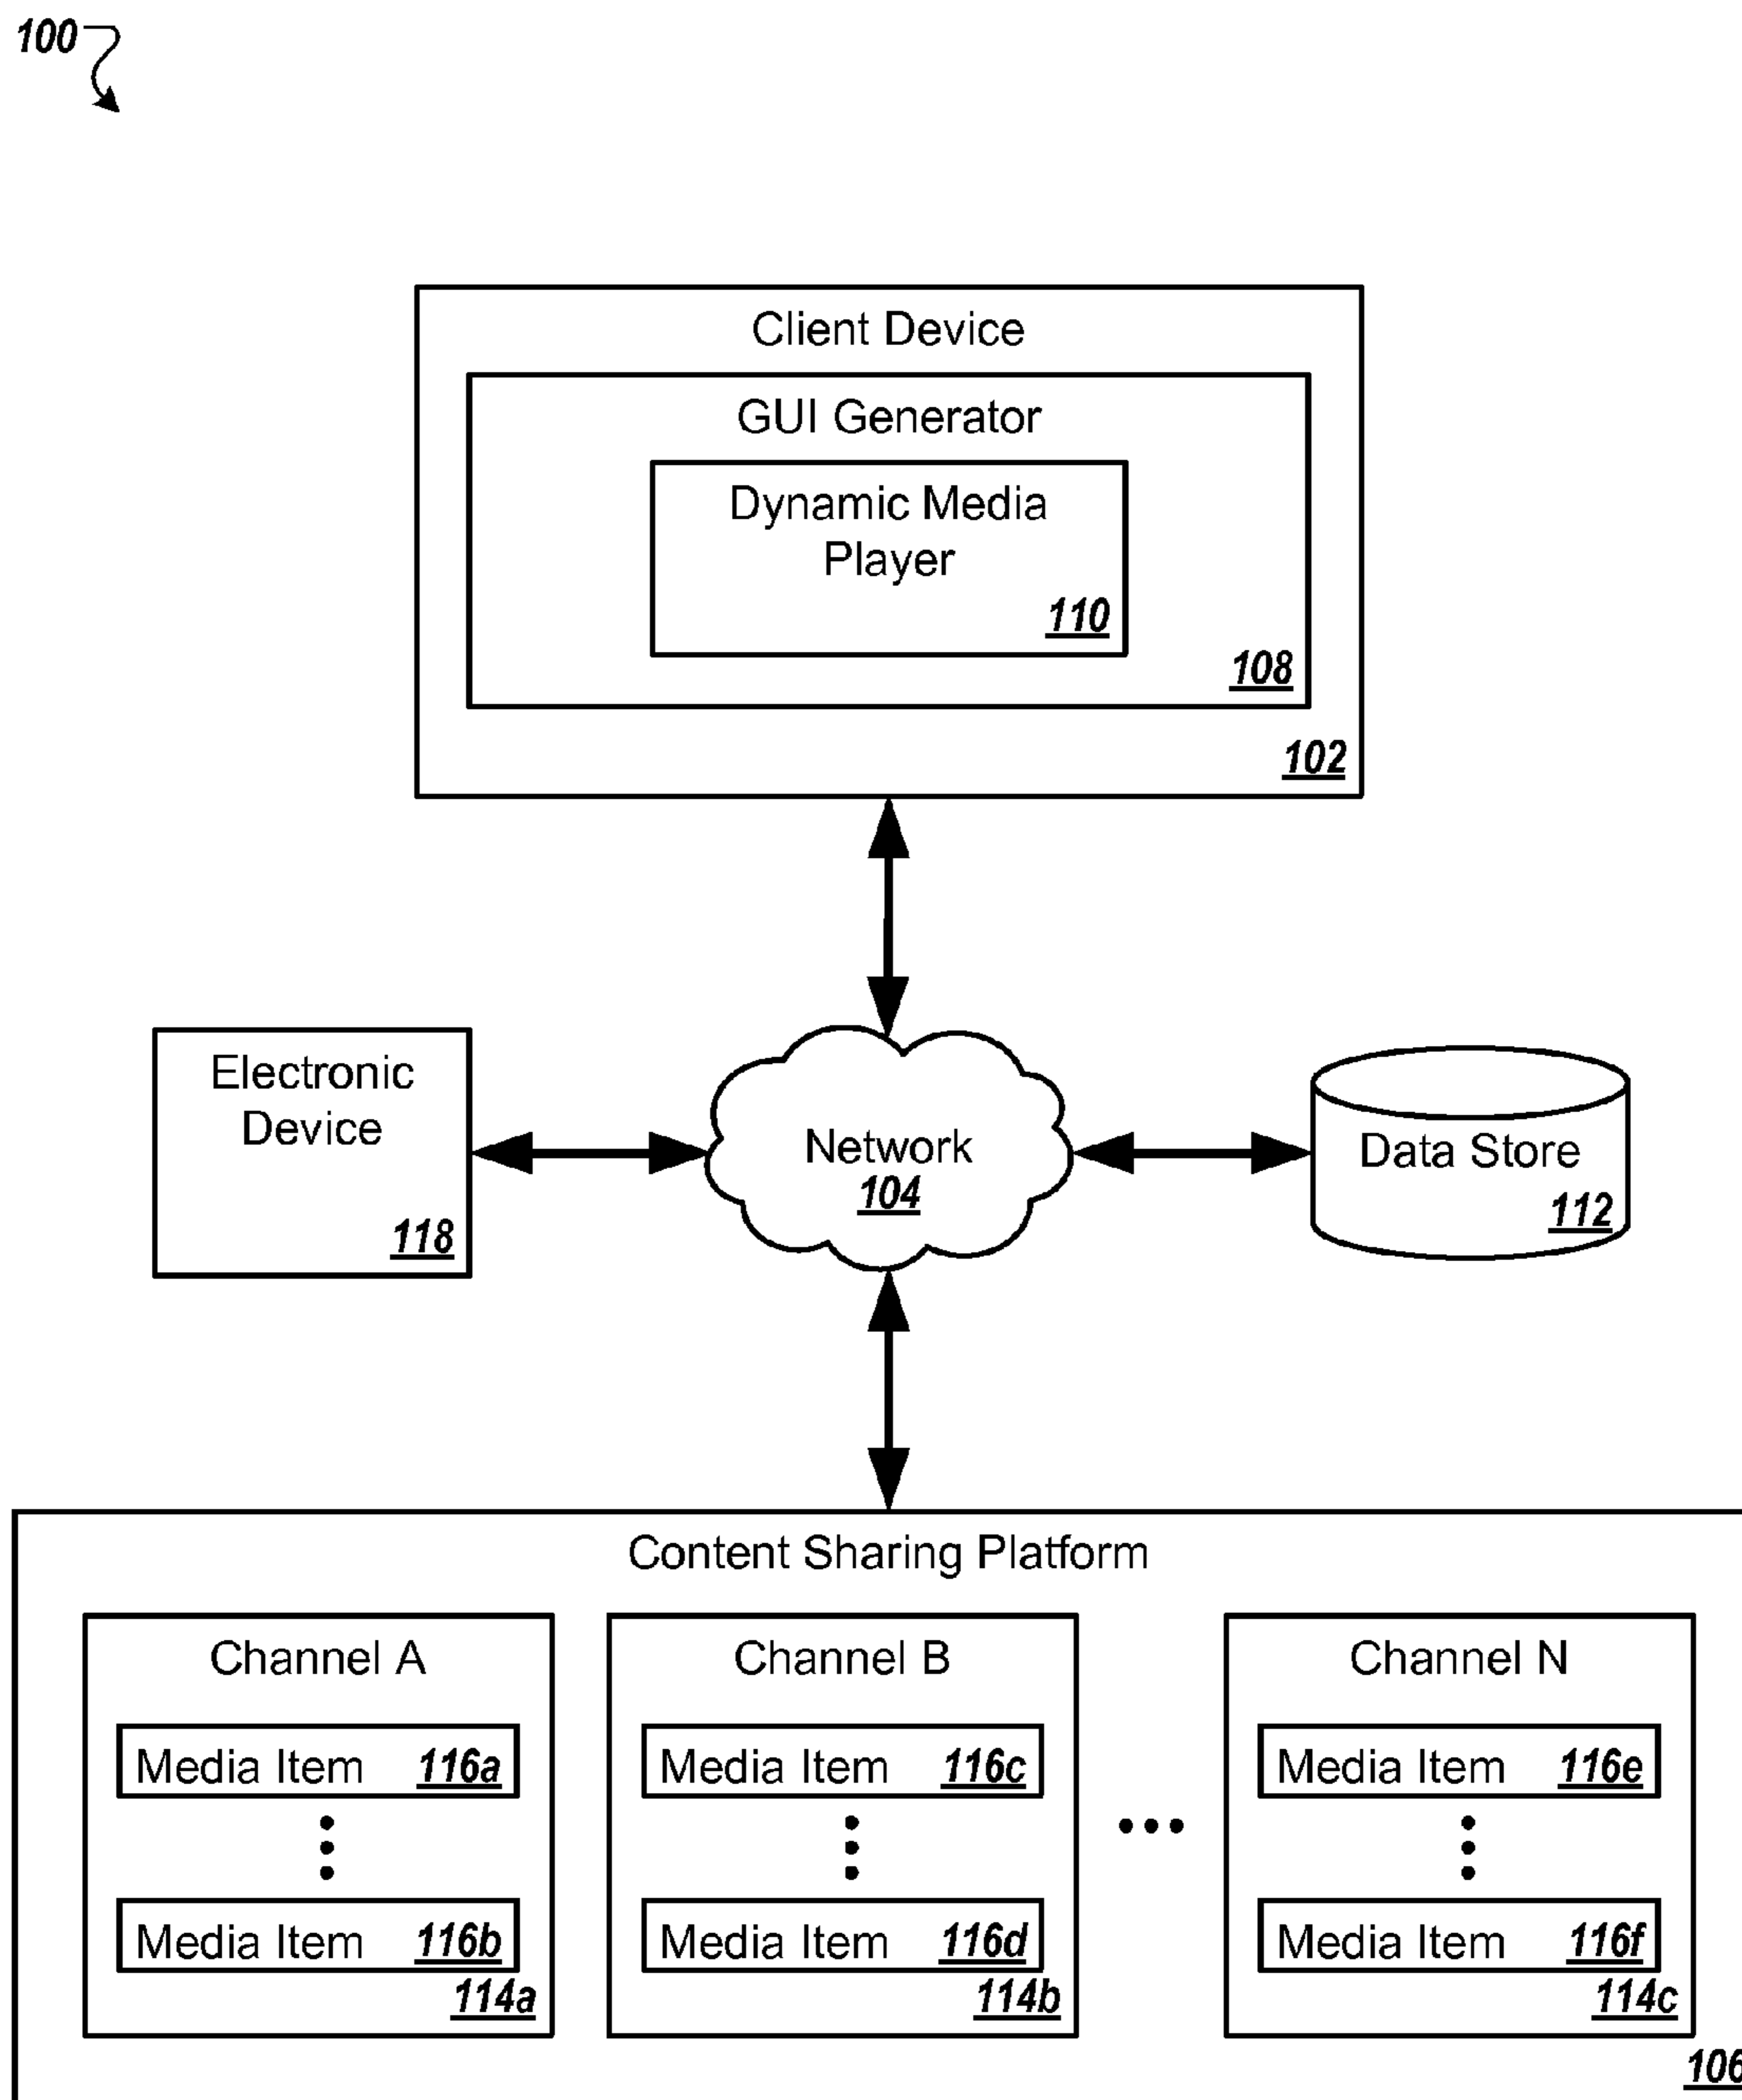 100
Client Device
GUI Generator
Dynamic Media
Player
110
108
102
Electronic
Device
118
Network
104
Data Store
112
Content Sharing Platform
Channel A
Media Item 116a
Media Item 116b
114a
Channel B
Media Item 116c
Media Item 116d
114b
Channel N
Media Item 116e
Media Item 116f
114c
106